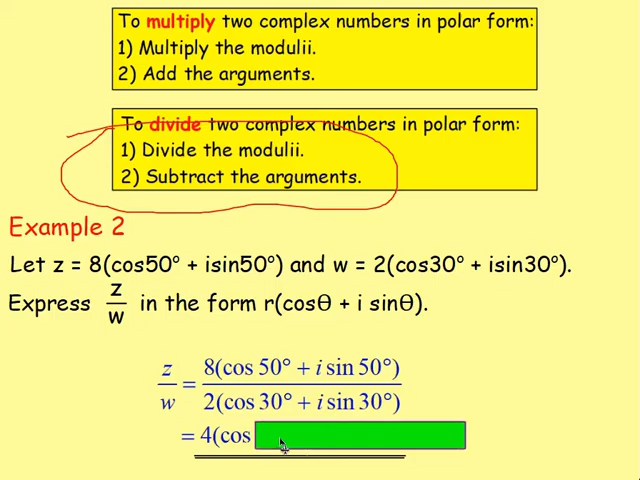 To multiply two complex numbers in polar form:
1) Multiply the modulii.
2) Add the arguments.
To divide two complex numbers in polar form:
1) Divide the modulii.
2) Subtract the arguments.
Example 2
Let z = 8(cos50° + isin50°) and w = 2(cos30° + isin30°).
Express z/w in the form r(cosθ + i sinθ).
z/w = 8(cos 50° + i sin 50°)/2(cos 30° + i sin 30°)
= 4(cos